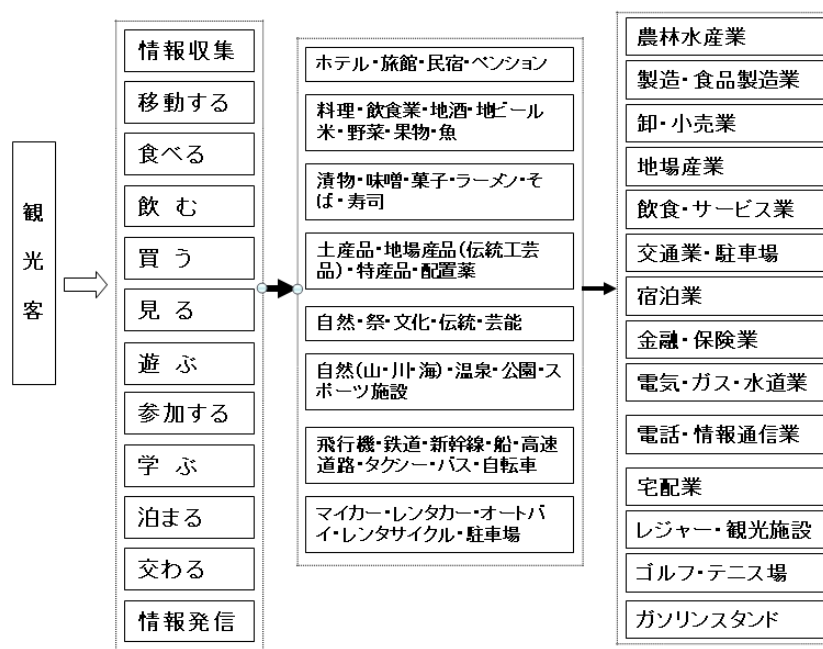 観光客
情報収集
移動する
食べる
飲む
買う
見る
遊ぶ
参加する
学ぶ
泊まる
交わる
情報発信
ホテル・旅館・民宿・ペンション
料理・飲食業・地酒・地ビール
米・野菜・果物・魚
漬物・味噌・菓子・ラーメン・そ
ば・寿司
土産品・地場産品(伝統工芸
品)・特産品・配置薬
自然・祭・文化・伝統・芸能
自然(山・川・海)・温泉・公園・ス
ポーツ施設
飛行機・鉄道・新幹線・船・高速
道路・タクシー・バス・自転車
マイカー・レンタカー・オートバ
イ・レンタサイクル・駐車場
農林水産業
製造・食品製造業
卸・小売業
地場産業
飲食・サービス業
交通業・駐車場
宿泊業
金融・保険業
電気・ガス・水道業
電話・情報通信業
宅配業
レジャー・観光施設
ゴルフ・テニス場
ガソリンスタンド